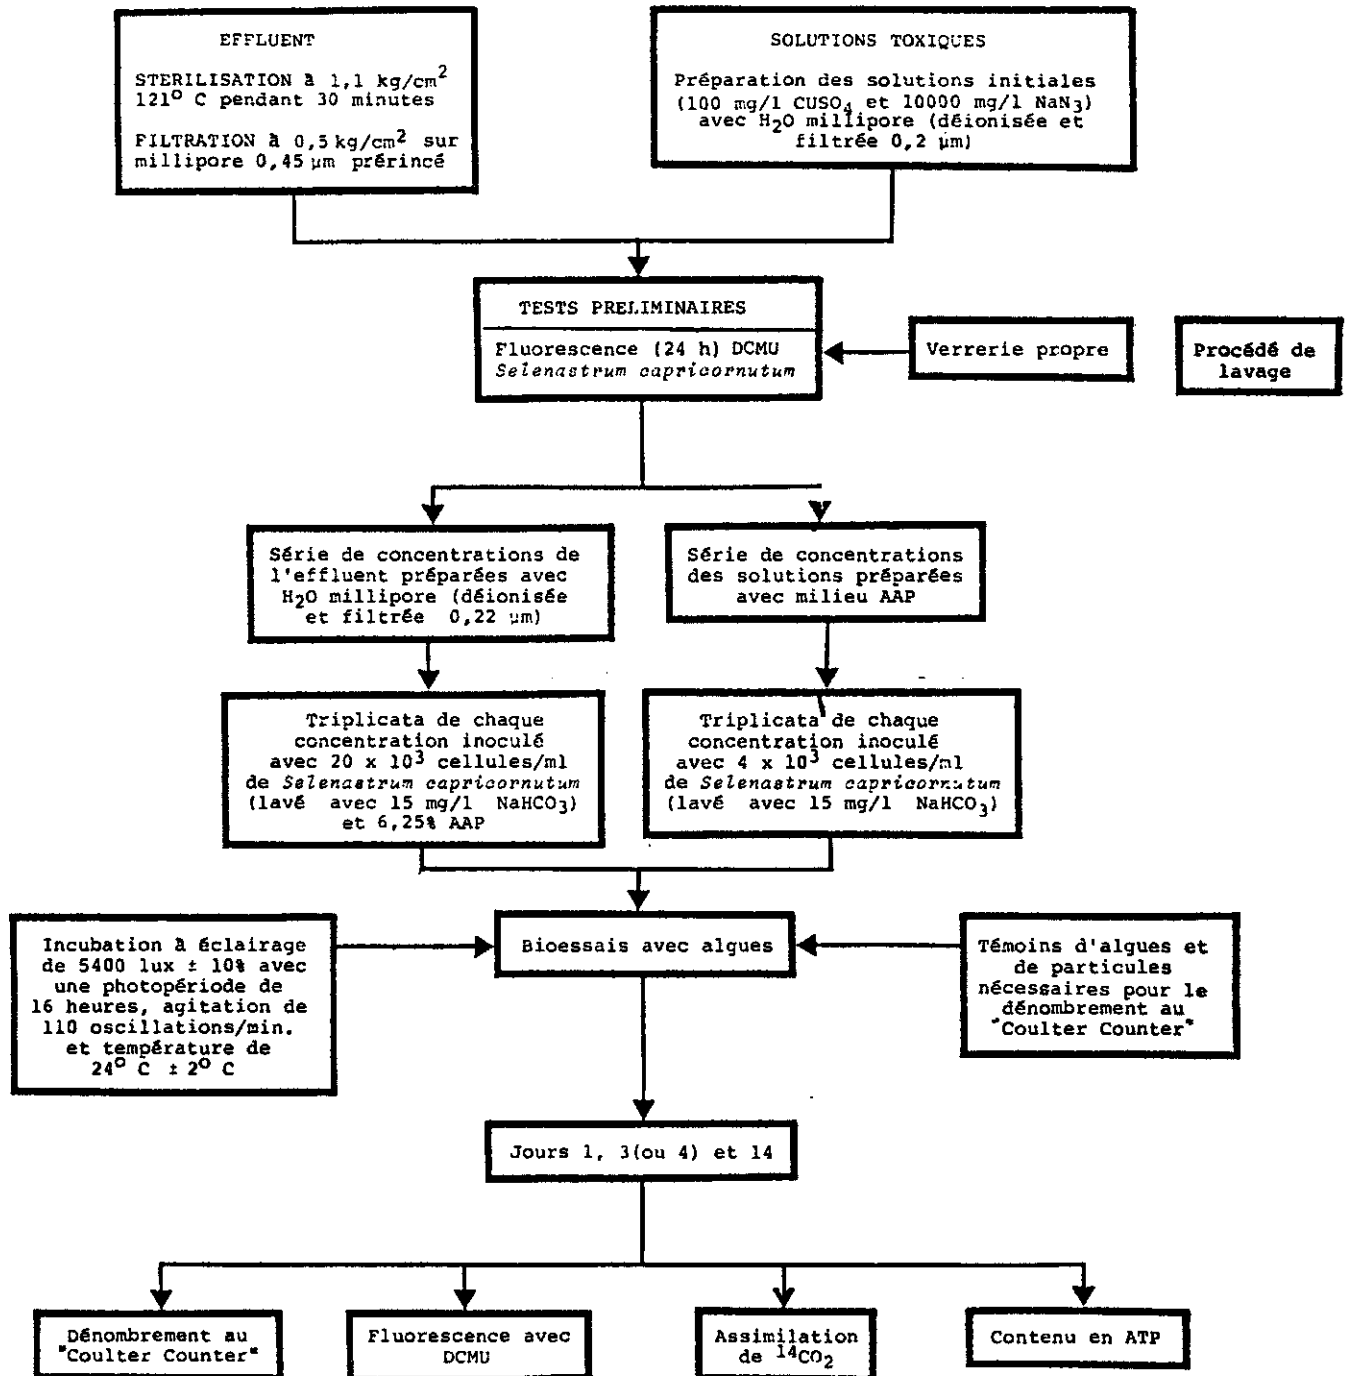 EFFLUENT
STERILISATION à 1,1 kg/cm²
121° C pendant 30 minutes
FILTRATION à 0,5 kg/cm² sur
millipore 0,45 µm prérincé
SOLUTIONS TOXIQUES
Préparation des solutions initiales
(100 mg/l CUSO₄ et 10000 mg/l NaN₃)
avec H₂O millipore (déionisée et
filtrée 0,2 µm)
TESTS PRELIMINAIRES
Fluorescence (24 h) DCMU
Selenastrum capricornutum
Verrerie propre
Procédé de
lavage
Série de concentrations de
l'effluent préparées avec
H₂O millipore (déionisée
et filtrée 0,22 µm)
Série de concentrations
des solutions préparées
avec milieu AAP
Triplicata de chaque
concentration inoculé
avec 20 x 10³ cellules/ml
de Selenastrum capricornutum
(lavé avec 15 mg/l NaHCO₃)
et 6,25% AAP
Triplicata de chaque
concentration inoculé
avec 4 x 10³ cellules/ml
de Selenastrum capricornutum
(lavé avec 15 mg/l NaHCO₃)
Incubation à éclairage
de 5400 lux ± 10% avec
une photopériode de
16 heures, agitation de
110 oscillations/min.
et température de
24° C ± 2° C
Bioessais avec algues
Témoins d'algues et
de particules
nécessaires pour le
dénombrement au
"Coulter Counter"
Jours 1, 3(ou 4) et 14
Dénombrement au
"Coulter Counter"
Fluorescence avec
DCMU
Assimilation
de ¹⁴CO₂
Contenu en ATP